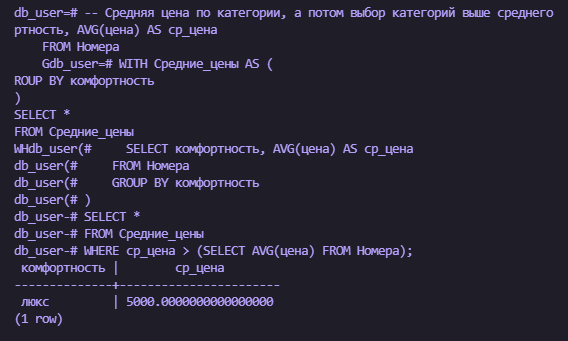 db_user=# -- Средняя цена по категории, а потом выбор категорий выше среднего
ртность, AVG(цена) AS ср_цена
    FROM Номера
    Gdb_user=# WITH Средние_цены AS (
ROUP BY комфортность
)
SELECT *
FROM Средние_цены
WHdb_user(#     SELECT комфортность, AVG(цена) AS ср_цена
db_user(#     FROM Номера
db_user(#     GROUP BY комфортность
db_user(# )
db_user-# SELECT *
db_user-# FROM Средние_цены
db_user-# WHERE ср_цена > (SELECT AVG(цена) FROM Номера);
 комфортность |        ср_цена
--------------+-----------------------
 люкс         | 5000.0000000000000000
(1 row)